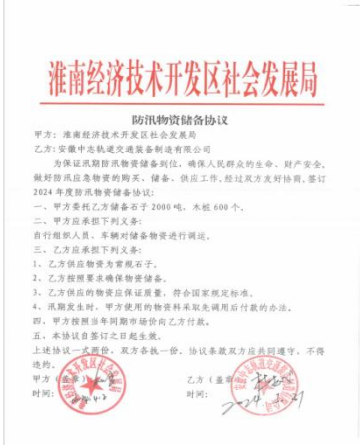 淮南经济技术开发区社会发展局
防汛物资储备协议
甲方：淮南经济技术开发区社会发展局
乙方：安徽中志轨道交通装备制造有限公司
为保证汛期防汛物资储备到位，确保人民群众的生命、财产安全，
做好防汛应急物资的购买、储备、供应工作，经过双方友好协商，签订
2024 年度防汛物资储备协议：
一、甲方委托乙方储备石子 2000 吨，木桩 600 个。
二、甲方应承担下列义务：
自行组织人员、车辆对储备物资进行调运。
三、乙方应承担下列义务：
1、乙方供应物资为常规石子。
2、乙方按照要求确保物资储备。
3、乙方供应的物资应保证质量，符合国家规定标准。
4、汛期发生时，甲方使用的物资料采取先调用后付款的办法。
四、甲方按照当年同期市场价向乙方付款。
五、本协议自签订之日起生效。
上述协议一式两份，双方各执一份，协议条款双方应共同遵守，不得
违约。
甲方（盖章） 乙方（盖章
时间： 时间：